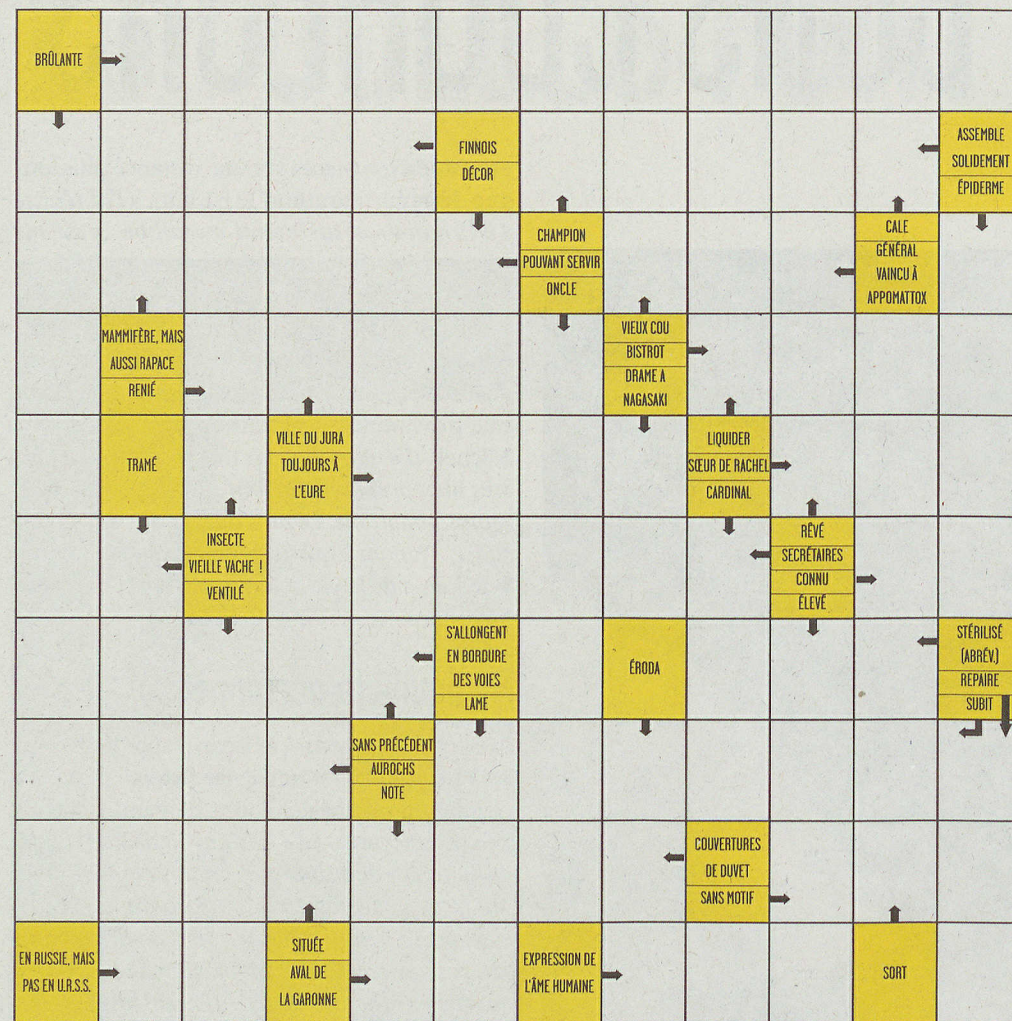 BRÛLANTE
FINNOIS
DÉCOR
ASSEMBLE
SOLIDEMENT
ÉPIDERME
CHAMPION
POUVANT SERVIR
ONCLE
CALE
GÉNÉRAL
VAINCU À
APPOMATTOX
MAMMIFÈRE, MAIS
AUSSI RAPACE
RENIÉ
VIEUX COU
BISTROT
DRAME A
NAGASAKI
TRAMÉ
VILLE DU JURA
TOUJOURS À
L'EURE
LIQUIDER
SŒUR DE RACHEL
CARDINAL
INSECTE
VIEILLE VACHE !
VENTILÉ
RÊVÉ
SECRÉTAIRES
CONNU
ÉLEVÉ
S'ALLONGENT
EN BORDURE
DES VOIES
LAME
ÉRODA
STÉRILISÉ
(ABRÉV.)
REPAIRE
SUBIT
SANS PRÉCÉDENT
AUROCHS
NOTE
COUVERTURES
DE DUVET
SANS MOTIF
EN RUSSIE, MAIS
PAS EN U.R.S.S.
SITUÉE
AVAL DE
LA GARONNE
EXPRESSION DE
L'ÂME HUMAINE
SORT